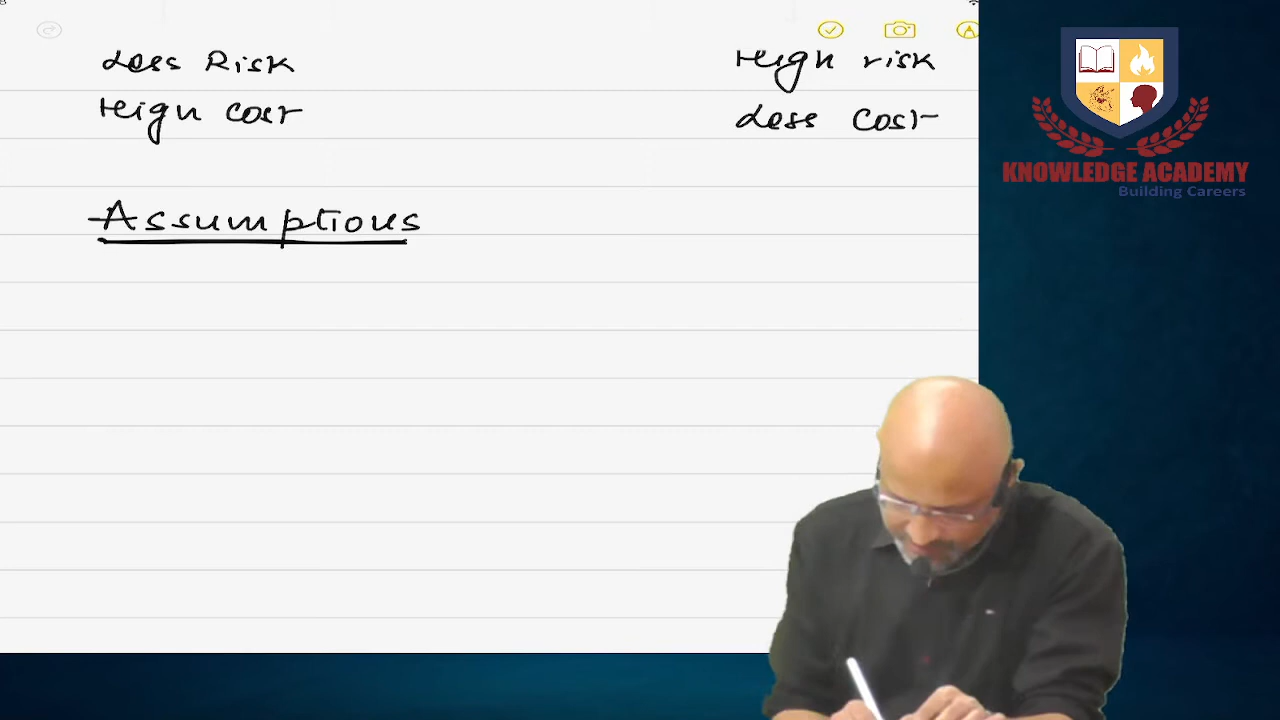 Less Risk
High risk
High cost
Less Cost
Assumptions
KNOWLEDGE ACADEMY
Building Careers